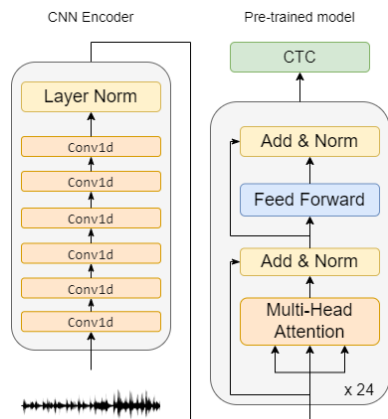 CNN Encoder
Layer Norm
Conv1d
Conv1d
Conv1d
Conv1d
Conv1d
Conv1d
Pre-trained model
CTC
Add & Norm
Feed Forward
Add & Norm
Multi-Head
Attention
x 24